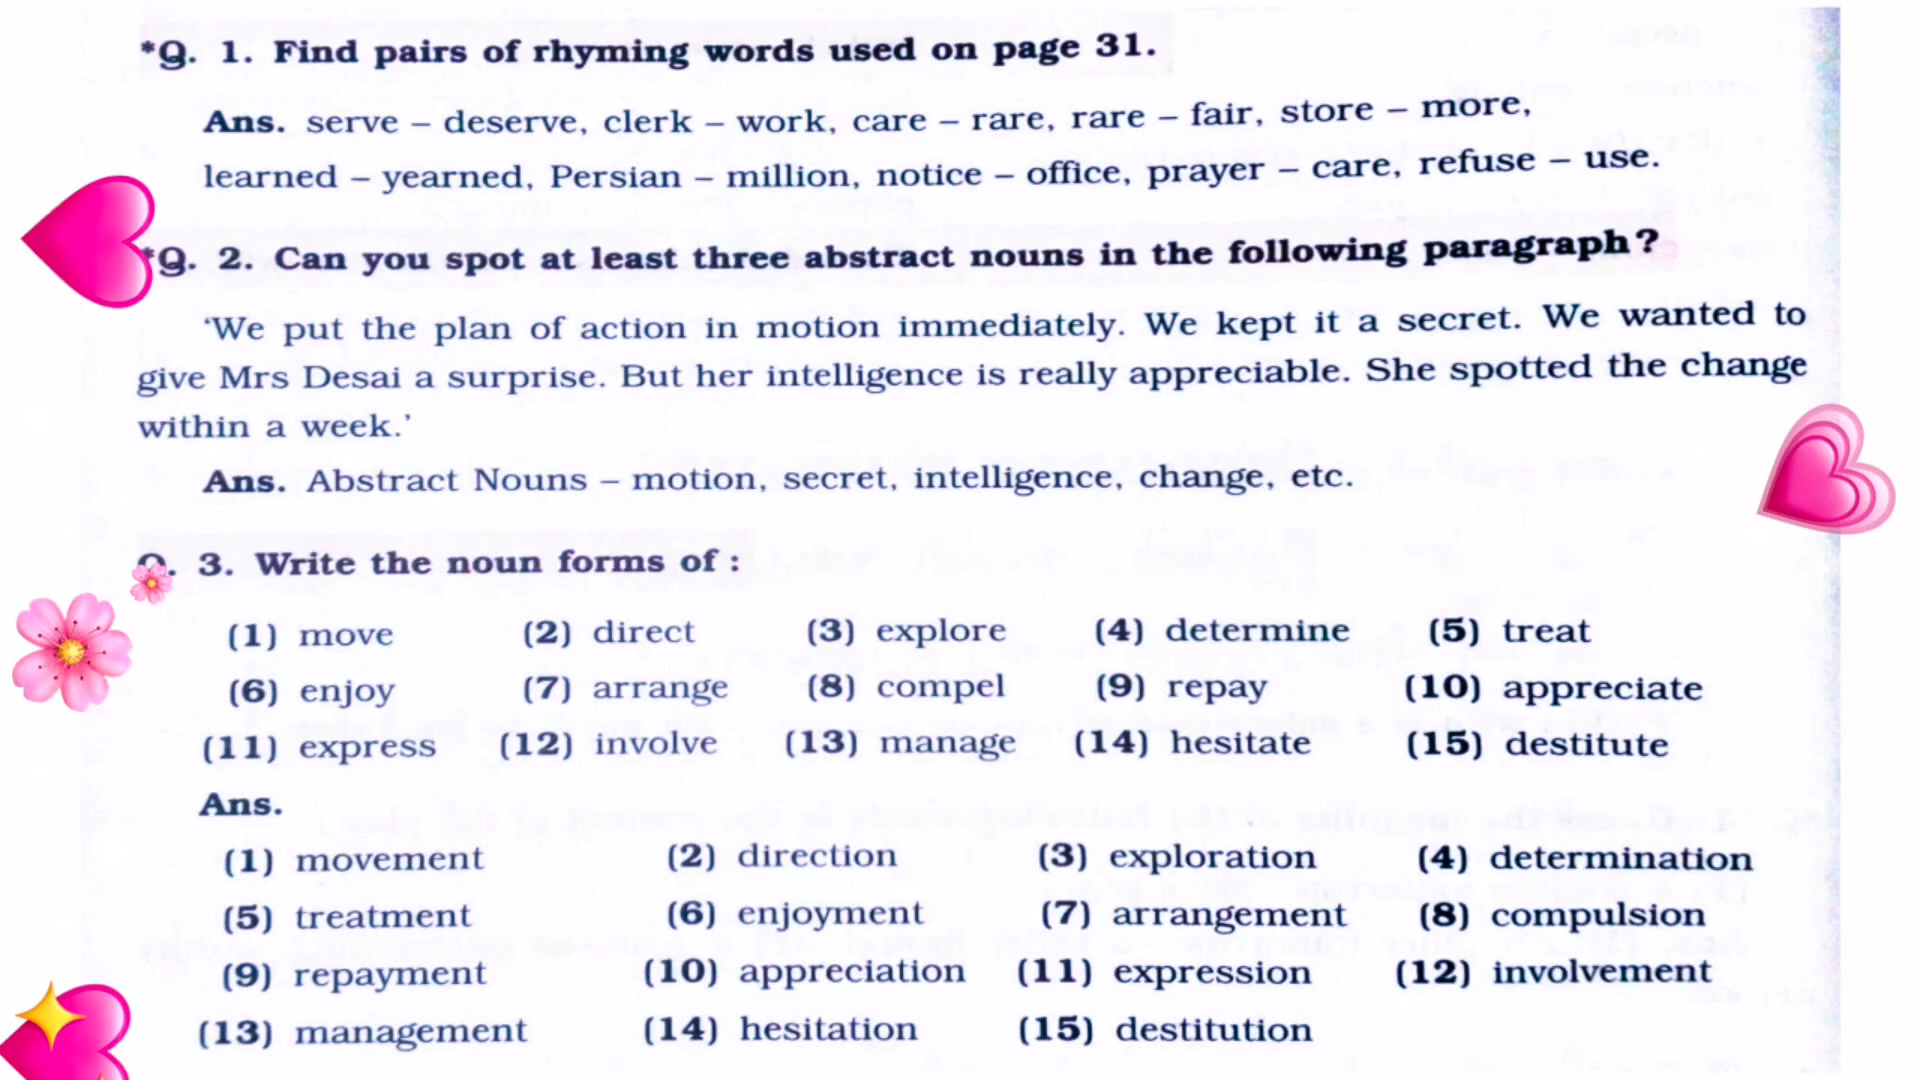 *Q. 1. Find pairs of rhyming words used on page 31.
Ans. serve – deserve, clerk – work, care – rare, rare – fair, store – more,
learned – yearned, Persian – million, notice – office, prayer – care, refuse – use.
*Q. 2. Can you spot at least three abstract nouns in the following paragraph?
‘We put the plan of action in motion immediately. We kept it a secret. We wanted to
give Mrs Desai a surprise. But her intelligence is really appreciable. She spotted the change
within a week.’
Ans. Abstract Nouns – motion, secret, intelligence, change, etc.
Q. 3. Write the noun forms of :
(1) move (2) direct (3) explore (4) determine (5) treat
(6) enjoy (7) arrange (8) compel (9) repay (10) appreciate
(11) express (12) involve (13) manage (14) hesitate (15) destitute
Ans.
(1) movement (2) direction (3) exploration (4) determination
(5) treatment (6) enjoyment (7) arrangement (8) compulsion
(9) repayment (10) appreciation (11) expression (12) involvement
(13) management (14) hesitation (15) destitution